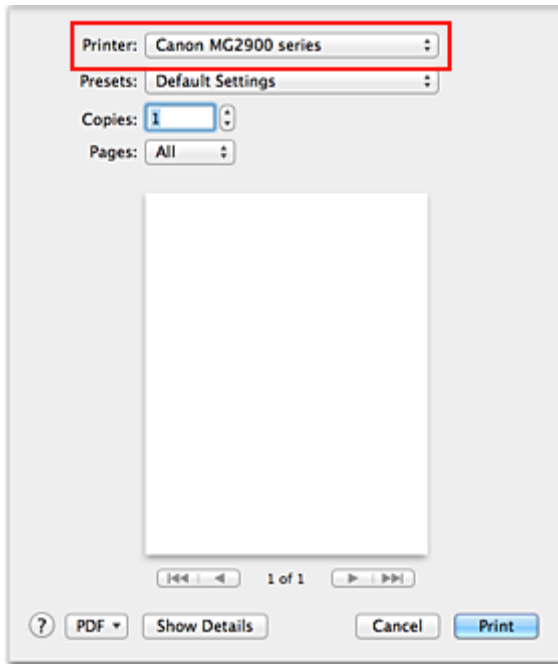 Printer: Canon MG2900 series
Presets: Default Settings
Copies: 1
Pages: All
1 of 1
? PDF Show Details Cancel Print